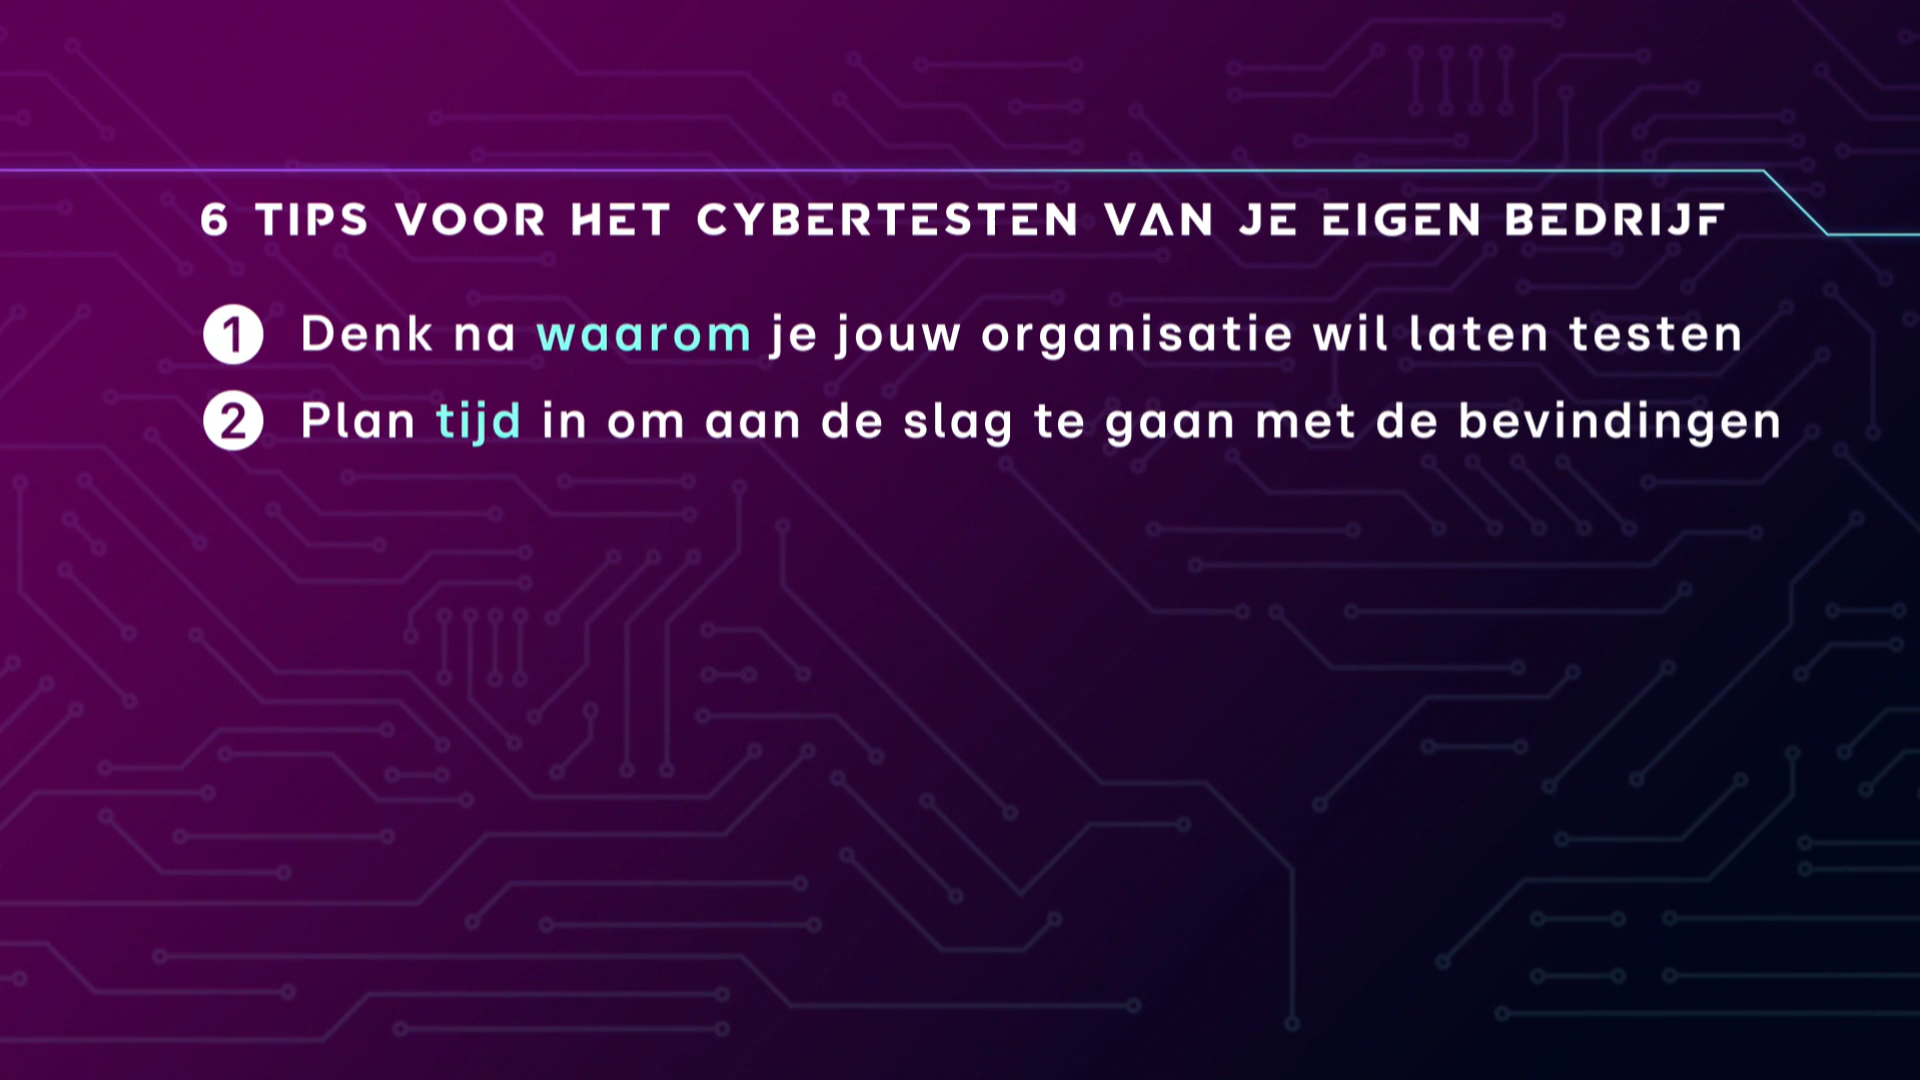 6 TIPS VOOR HET CYBERTESTEN VAN JE EIGEN BEDRIJF
1 Denk na waarom je jouw organisatie wil laten testen
2 Plan tijd in om aan de slag te gaan met de bevindingen